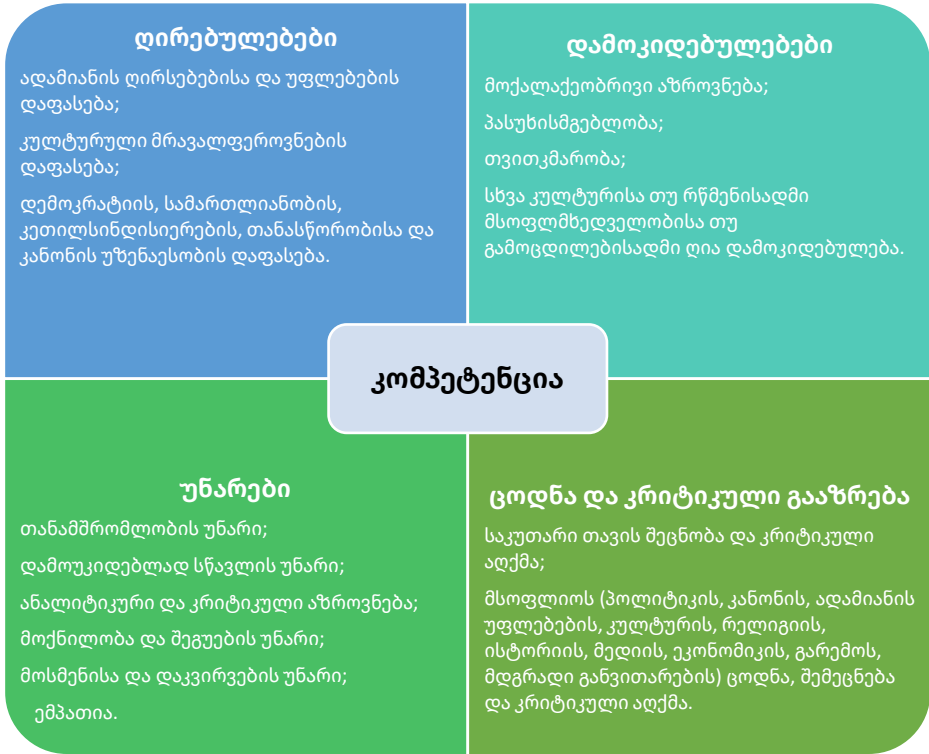 ღირებულებები
ადამიანის ღირსებებისა და უფლებების
დაფასება;
კულტურული მრავალფეროვნების
დაფასება;
დემოკრატიის, სამართლიანობის,
კეთილსინდისიერების, თანასწორობისა და
კანონის უზენაესობის დაფასება.
დამოკიდებულებები
მოქალაქეობრივი აზროვნება;
პასუხისმგებლობა;
თვითკმარობა;
სხვა კულტურისა თუ რწმენისადმი
მსოფლმხედველობისა თუ
გამოცდილებისადმი ღია დამოკიდებულება.
კომპეტენცია
უნარები
თანამშრომლობის უნარი;
დამოუკიდებლად სწავლის უნარი;
ანალიტიკური და კრიტიკული აზროვნება;
მოქნილობა და შეგუების უნარი;
მოსმენისა და დაკვირვების უნარი;
ემპათია.
ცოდნა და კრიტიკული გააზრება
საკუთარი თავის შეცნობა და კრიტიკული
აღქმა;
მსოფლიოს (პოლიტიკის, კანონის, ადამიანის
უფლებების, კულტურის, რელიგიის,
ისტორიის, მედიის, ეკონომიკის, გარემოს,
მდგრადი განვითარების) ცოდნა, შემეცნება
და კრიტიკული აღქმა.